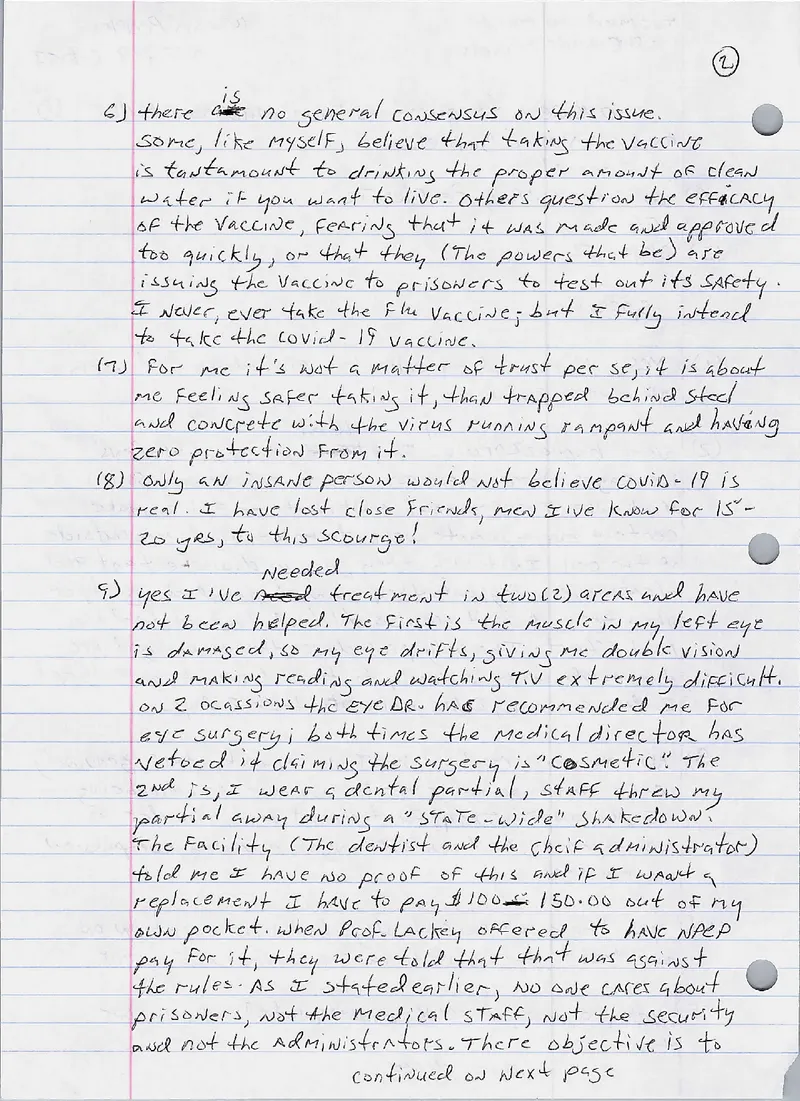 (2)
is
6) there are no general consensus on this issue.
Some, like myself, believe that taking the vaccine
is tantamount to drinking the proper amount of clean
water if you want to live. Others question the efficacy
of the vaccine, fearing that it was made and approved
too quickly, or that they (The powers that be) are
issuing the vaccine to prisoners to test out its safety.
I never, ever take the flu vaccine; but I fully intend
to take the covid-19 vaccine.
(7) For me it's not a matter of trust per se, it is about
me feeling safer taking it, than trapped behind steel
and concrete with the virus running rampant and having
zero protection from it.
(8) Only an insane person would not believe covid-19 is
real. I have lost close friends, men I've know for 15-
20 yrs, to this scourge!
Needed
9) yes I've need treatment in two(2) areas and have
not been helped. The first is the muscle in my left eye
is damaged, so my eye drifts, giving me double vision
and making reading and watching T.V extremely difficult.
on 2 ocassions the eye DR. has recommended me for
eye surgery; both times the medical director has
vetoed it claiming the surgery is "cosmetic". The
2nd is, I wear a dental partial, staff threw my
partial away during a "State-wide" shakedown.
The Facility (The dentist and the cheif administrator)
told me I have no proof of this and if I want a
replacement I have to pay $100 - 150.00 out of my
own pocket. when Prof. Lackey offered to have NPEP
pay for it, they were told that that was against
the rules. As I stated earlier, no one cares about
prisoners, not the medical staff, not the security
and not the Administrators. There objective is to
continued on next page